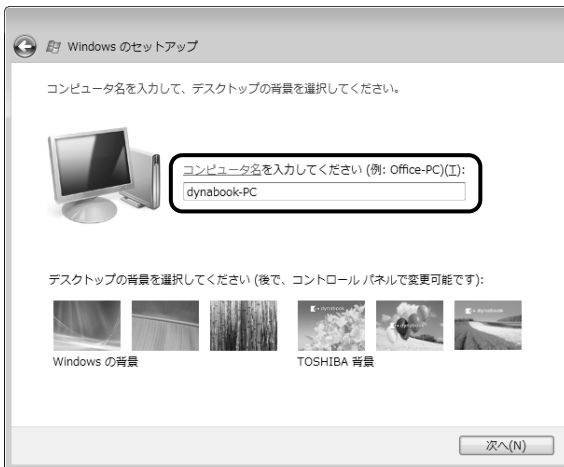 Windows のセットアップ
コンピュータ名を入力して、デスクトップの背景を選択してください。
コンピュータ名を入力してください (例: Office-PC)(T):
dynabook-PC
デスクトップの背景を選択してください (後で、コントロール パネルで変更可能です):
dynabook
dynabook
dynabook
Windows の背景
TOSHIBA 背景
次へ(N)